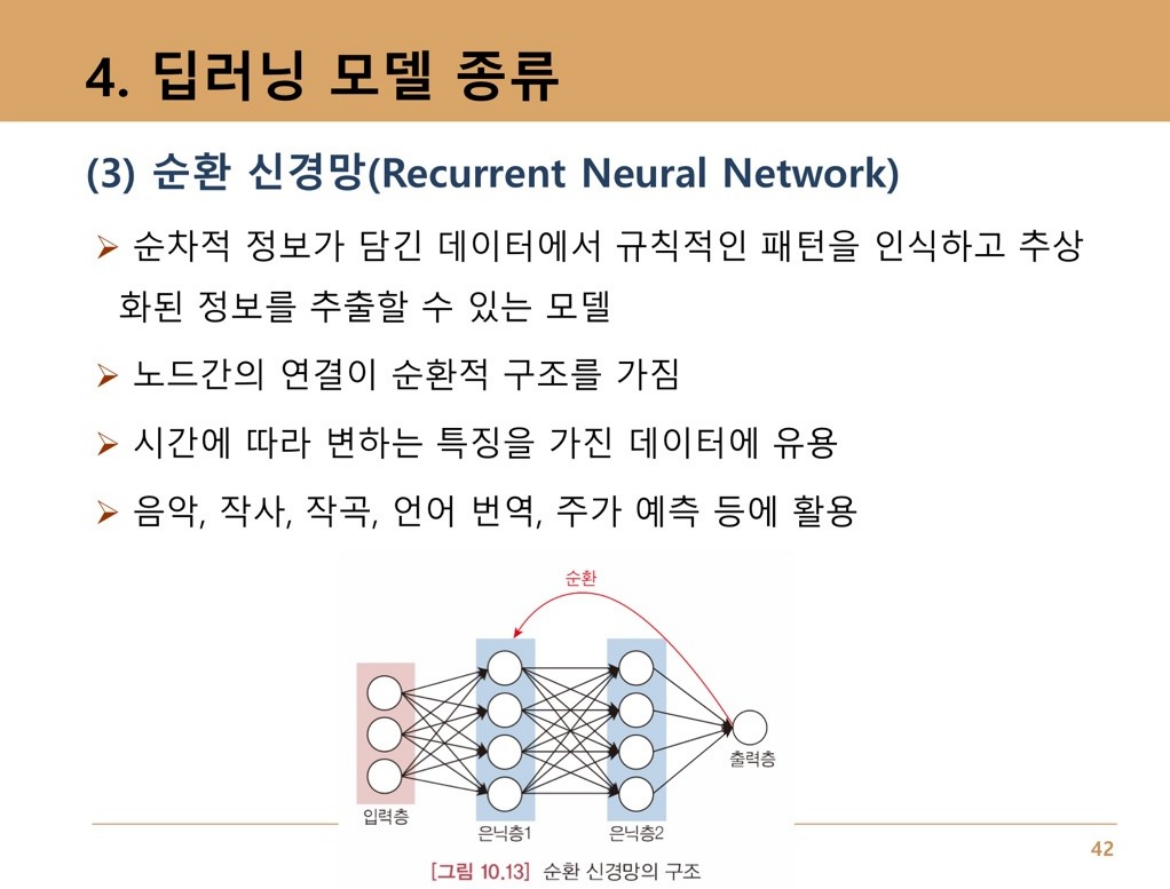 4. 딥러닝 모델 종류
(3) 순환 신경망(Recurrent Neural Network)
➢ 순차적 정보가 담긴 데이터에서 규칙적인 패턴을 인식하고 추상
화된 정보를 추출할 수 있는 모델
➢ 노드간의 연결이 순환적 구조를 가짐
➢ 시간에 따라 변하는 특징을 가진 데이터에 유용
➢ 음악, 작사, 작곡, 언어 번역, 주가 예측 등에 활용
순환
출력층
입력층
은닉층1
은닉층2
42
[그림 10.13] 순환 신경망의 구조